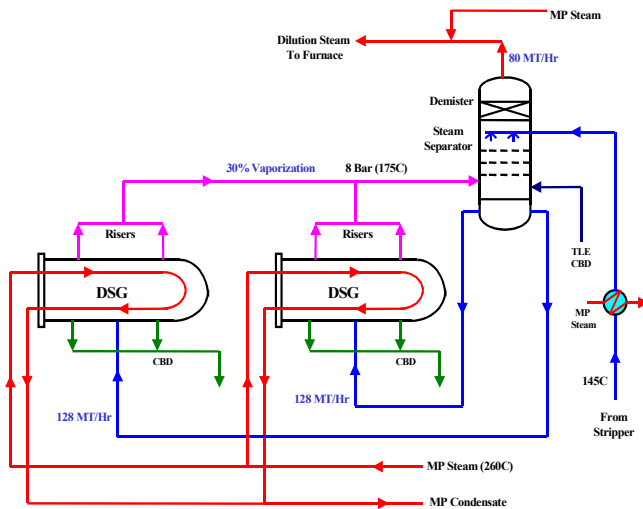 MP Steam
Dilution Steam
To Furnace
80 MT/Hr
Demister
Steam
Separator
30% Vaporization
8 Bar (175C)
Risers
Risers
TLE
CBD
DSG
DSG
MP
Steam
CBD
CBD
145C
128 MT/Hr
128 MT/Hr
From
Stripper
MP Steam (260C)
MP Condensate